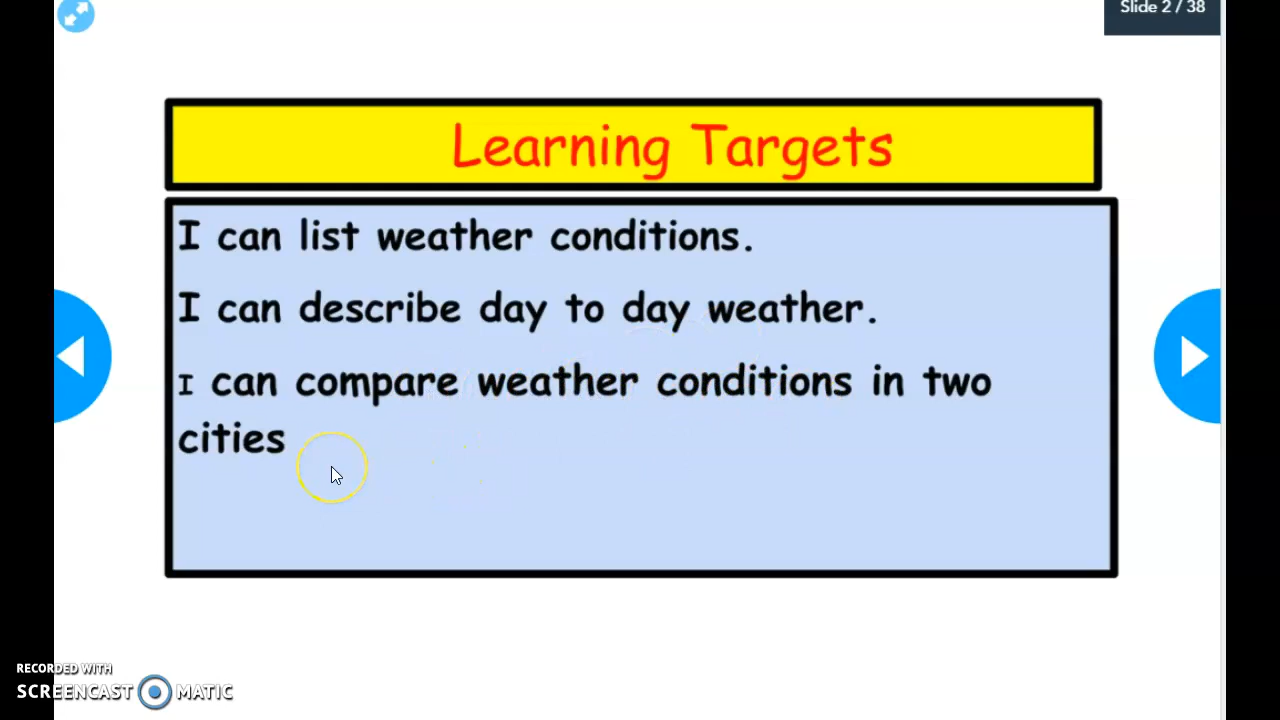 Slide 2 / 38
Learning Targets
I can list weather conditions.
I can describe day to day weather.
I can compare weather conditions in two
cities
RECORDED WITH
SCREENCAST MATIC